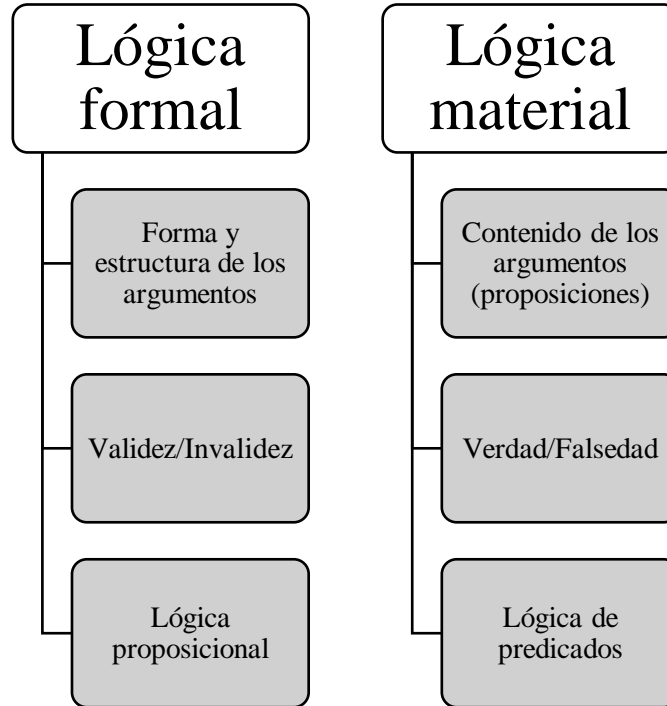 Lógica
formal
Forma y
estructura de los
argumentos
Validez/Invalidez
Lógica
proposicional
Lógica
material
Contenido de los
argumentos
(proposiciones)
Verdad/Falsedad
Lógica de
predicados